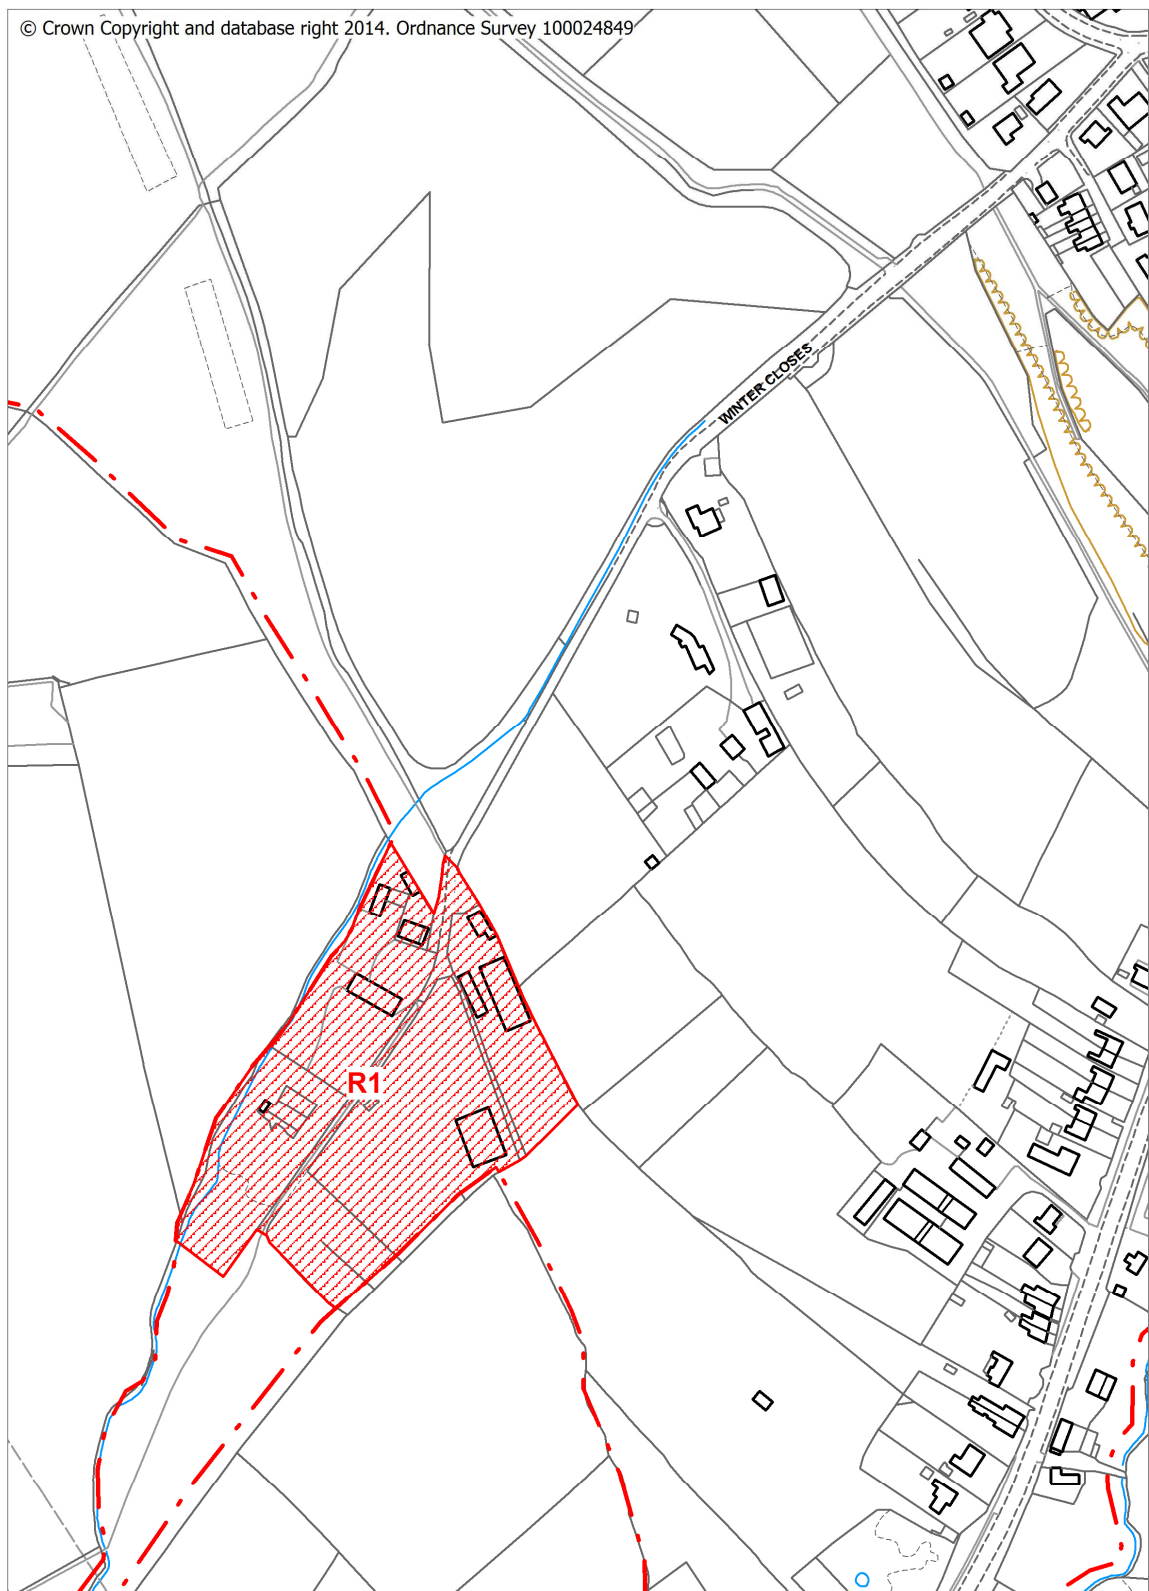 © Crown Copyright and database right 2014. Ordnance Survey 100024849
WINTER CLOSES
R1